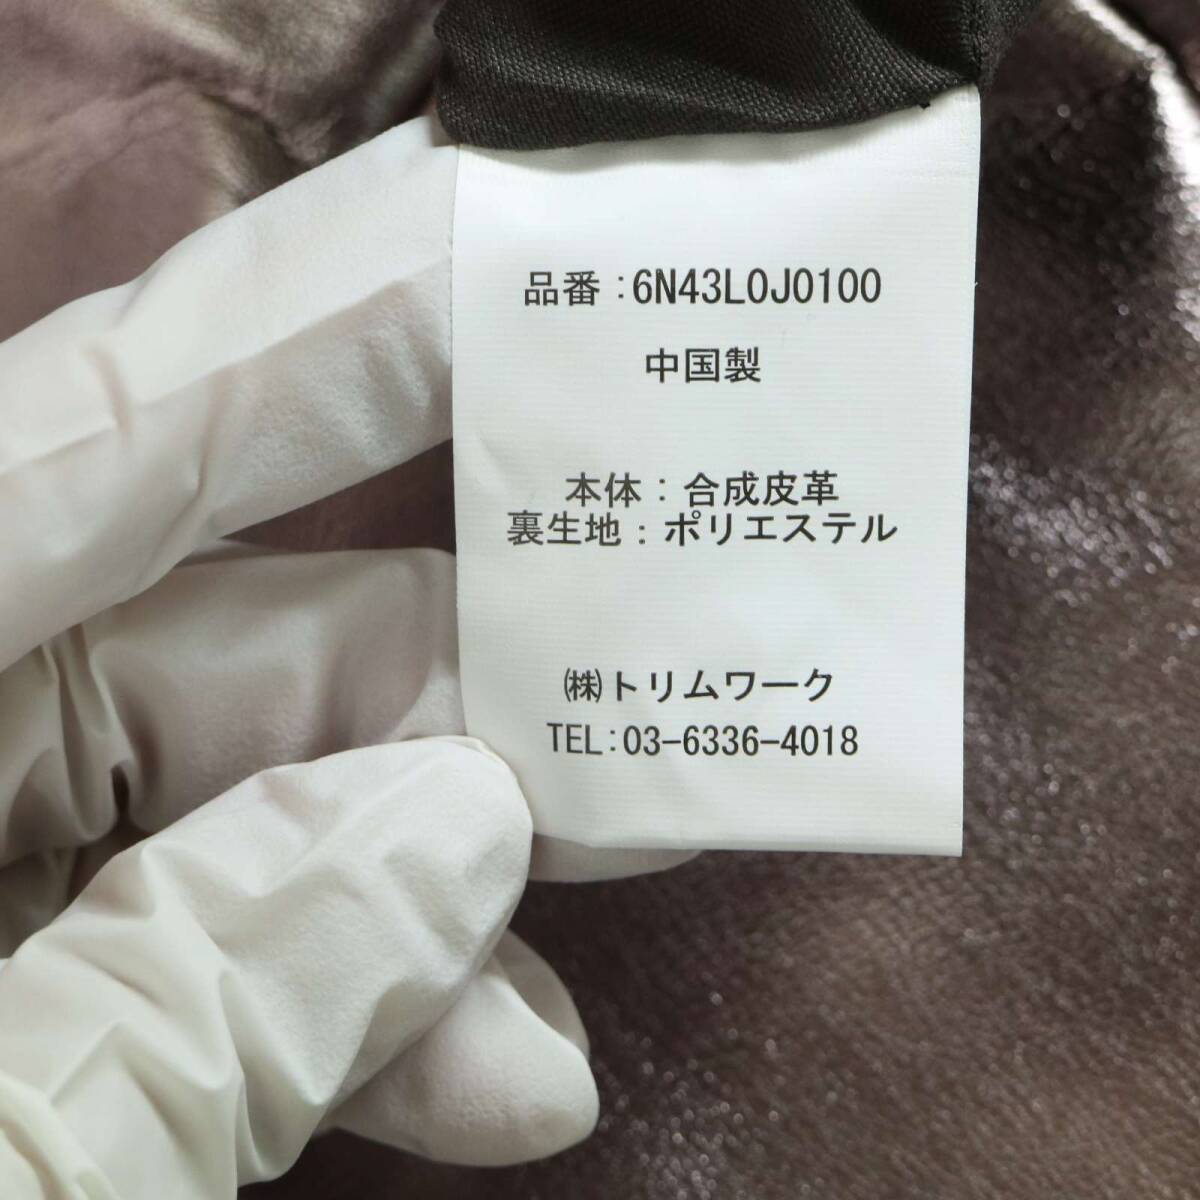 品番:6N43L0J0100
中国製
本体:合成皮革
裏生地:ポリエステル
㈱トリムワーク
TEL:03-6336-4018